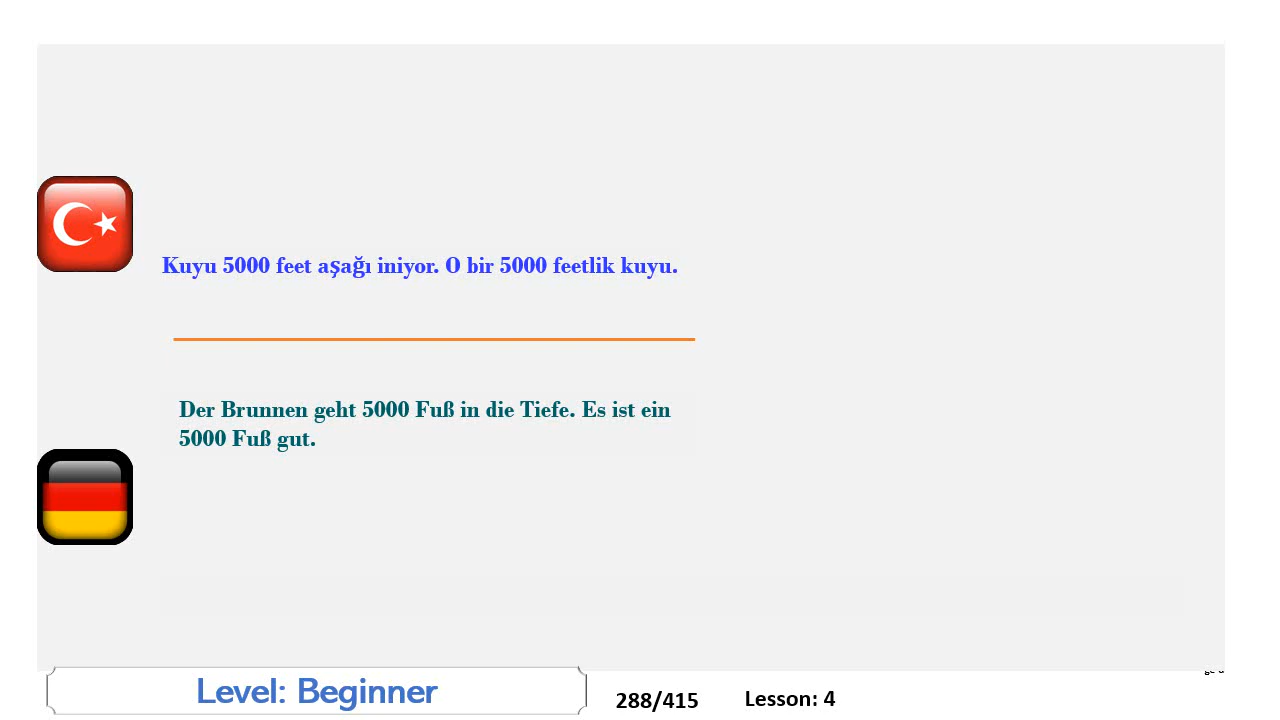 Kuyu 5000 feet aşağı iniyor. O bir 5000 feetlik kuyu.
Der Brunnen geht 5000 Fuß in die Tiefe. Es ist ein
5000 Fuß gut.
Level: Beginner
288/415
Lesson: 4